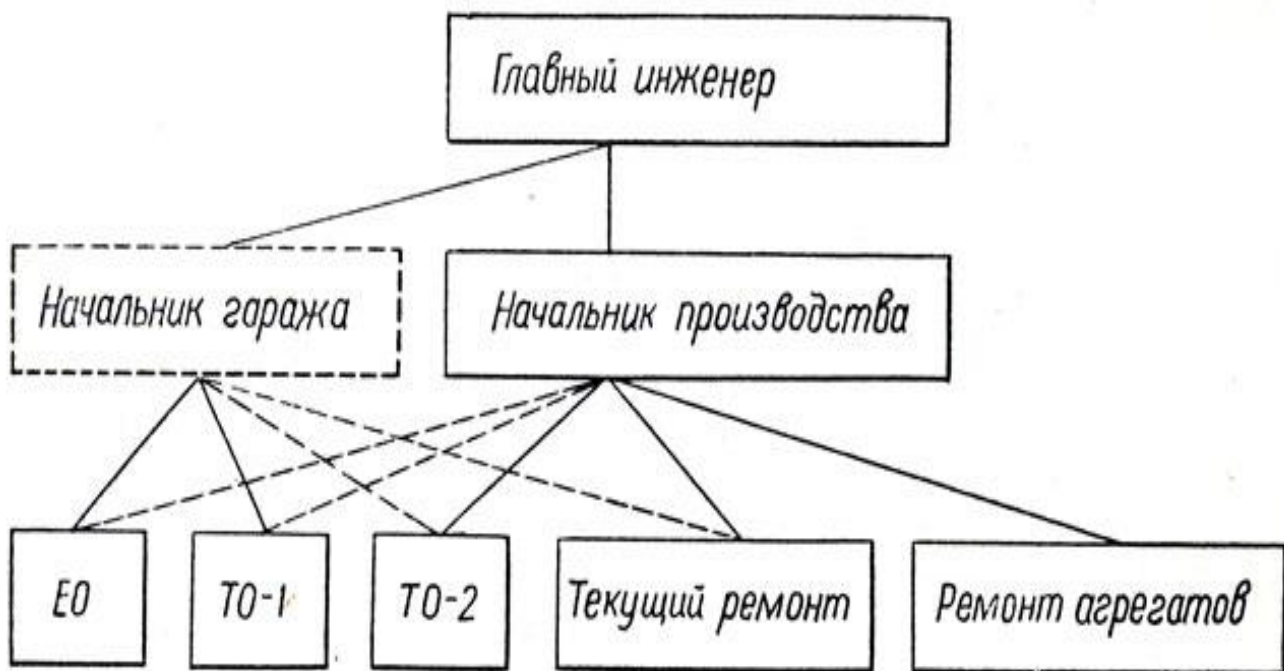 Главный инженер
Начальник гаража
Начальник производства
ЕО
ТО-1
ТО-2
Текущий ремонт
Ремонт агрегатов